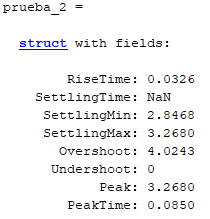 prueba_2 =
struct with fields:
RiseTime: 0.0326
SettlingTime: NaN
SettlingMin: 2.8468
SettlingMax: 3.2680
Overshoot: 4.0243
Undershoot: 0
Peak: 3.2680
PeakTime: 0.0850